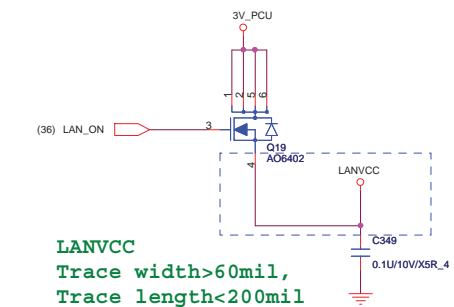 3V_PCU
1
2
5
6
(36) LAN_ON
3
Q19
AO6402
4
LANVCC
C349
0.1U/10V/X5R_4
LANVCC
Trace width>60mil,
Trace length<200mil